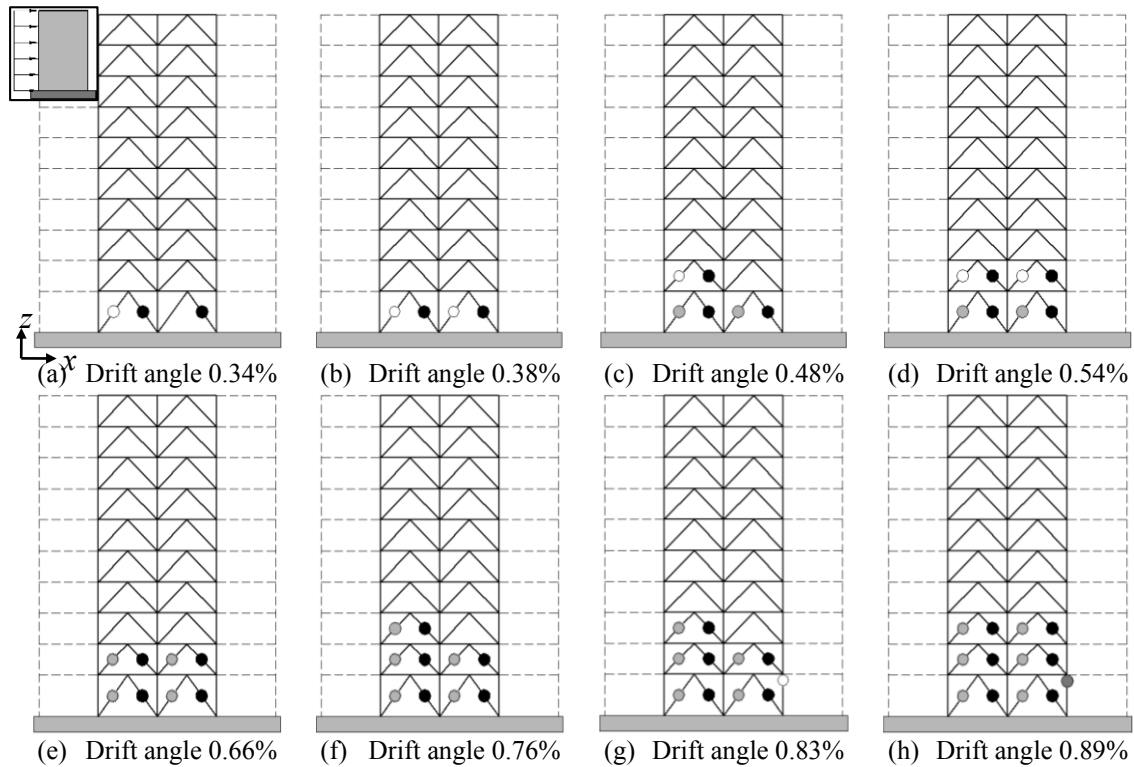 z
x
(a) Drift angle 0.34%
(b) Drift angle 0.38%
(c) Drift angle 0.48%
(d) Drift angle 0.54%
(e) Drift angle 0.66%
(f) Drift angle 0.76%
(g) Drift angle 0.83%
(h) Drift angle 0.89%